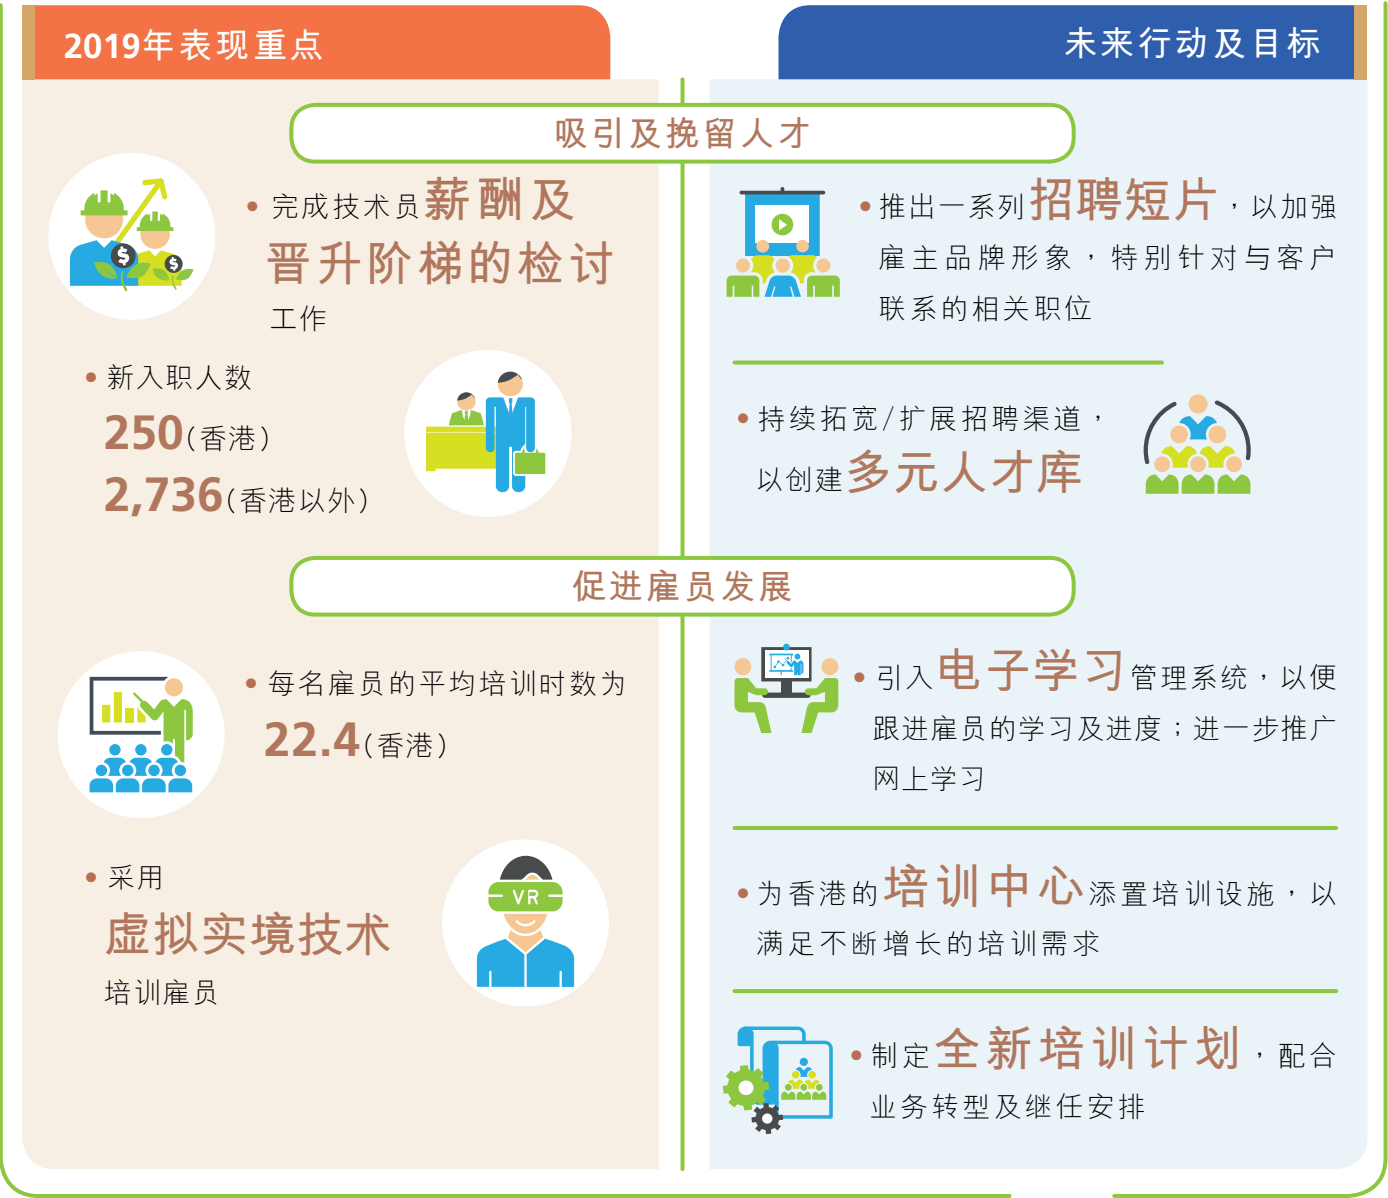 2019年表现重点
未来行动及目标
吸引及挽留人才
• 完成技术员薪酬及
晋升阶梯的检讨
工作
• 新入职人数
250(香港)
2,736(香港以外)
• 推出一系列招聘短片，以加强
雇主品牌形象，特别针对与客户
联系的相关职位
• 持续拓宽/扩展招聘渠道，
以创建多元人才库
促进雇员发展
• 每名雇员的平均培训时数为
22.4(香港)
• 采用
虚拟实境技术
培训雇员
VR
• 引入电子学习管理系统，以便
跟进雇员的学习及进度；进一步推广
网上学习
• 为香港的培训中心添置培训设施，以
满足不断增长的培训需求
• 制定全新培训计划，配合
业务转型及继任安排